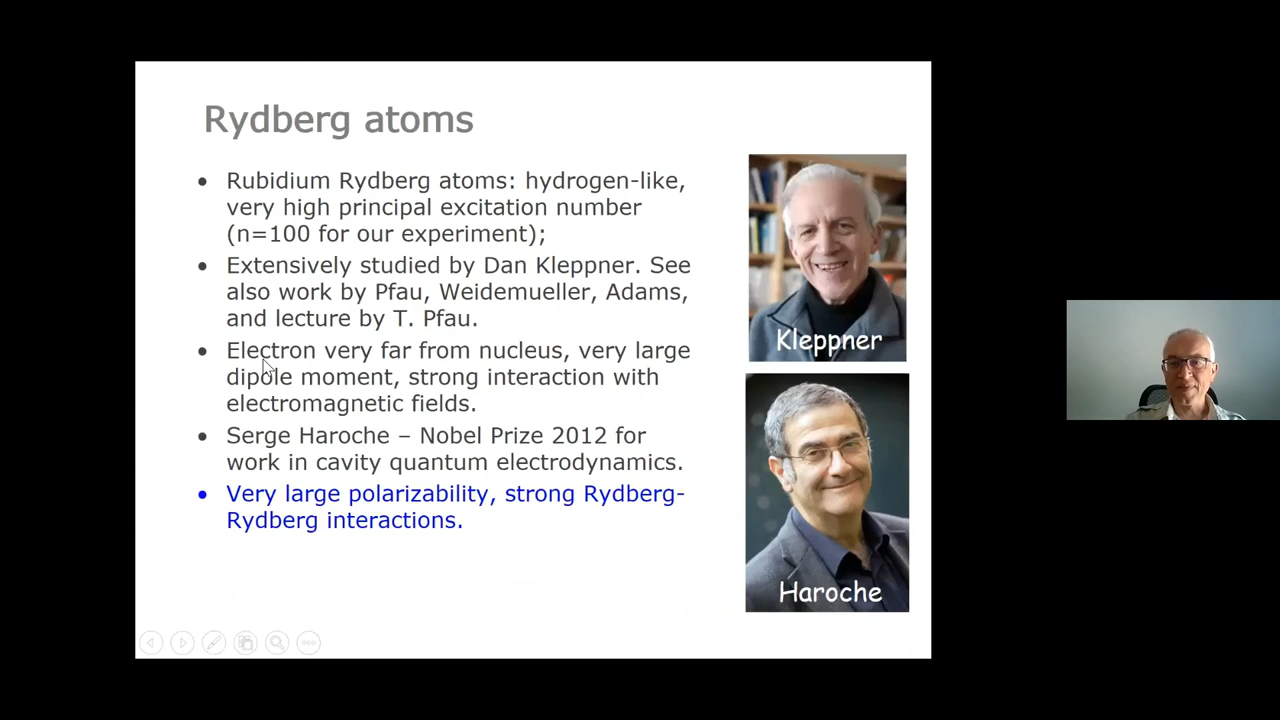 Rydberg atoms
• Rubidium Rydberg atoms: hydrogen-like,
very high principal excitation number
(n=100 for our experiment);
• Extensively studied by Dan Kleppner. See
also work by Pfau, Weidemueller, Adams,
and lecture by T. Pfau.
• Electron very far from nucleus, very large
dipole moment, strong interaction with
electromagnetic fields.
• Serge Haroche – Nobel Prize 2012 for
work in cavity quantum electrodynamics.
• Very large polarizability, strong Rydberg-
Rydberg interactions.
Kleppner
Haroche